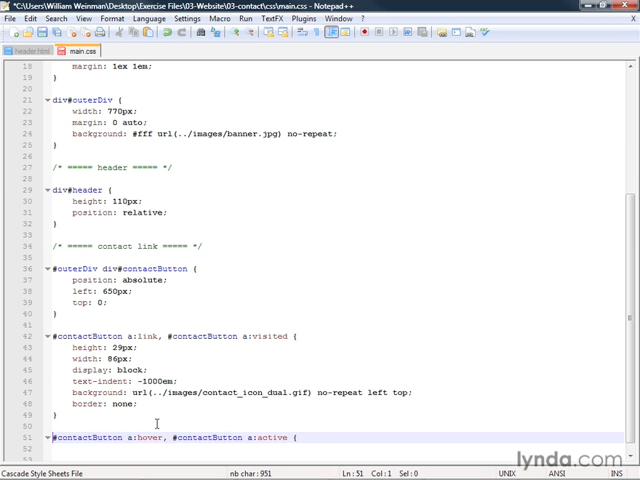 *C:\Users\William Weinman\Desktop\Exercise Files\03-Website\03-contact\css\main.css - Notepad++
File Edit Search View Format Language Settings Macro Run TextFX Plugins Window ? X
header.html main.css
18 margin: 1ex 1em;
19 }
20
21 div#outerDiv {
22 width: 770px;
23 margin: 0 auto;
24 background: #fff url(../images/banner.jpg) no-repeat;
25 }
26
27 /* ===== header ===== */
28
29 div#header {
30 height: 110px;
31 position: relative;
32 }
33
34 /* ===== contact link ===== */
35
36 #outerDiv div#contactButton {
37 position: absolute;
38 left: 650px;
39 top: 0;
40 }
41
42 #contactButton a:link, #contactButton a:visited {
43 height: 29px;
44 width: 86px;
45 display: block;
46 text-indent: -1000em;
47 background: url(../images/contact_icon_dual.gif) no-repeat left top;
48 border: none;
49 }
50
51 #contactButton a:hover, #contactButton a:active {
52
53
lynda.com
Cascade Style Sheets File nb char: 951 Ln: 51 Col: 1 Sel: 0 UNIX ANSI INS